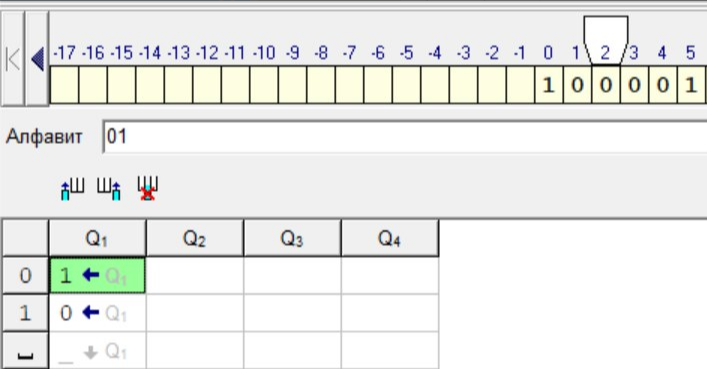 -17 -16 -15 -14 -13 -12 -11 -10 -9 -8 -7 -6 -5 -4 -3 -2 -1 0 1 2 3 4 5
1 0 0 0 0 1
Алфавит 01
Q₁ Q₂ Q₃ Q₄
0 1 ← Q₁
1 0 ← Q₁
␣ _ ↓ Q₁